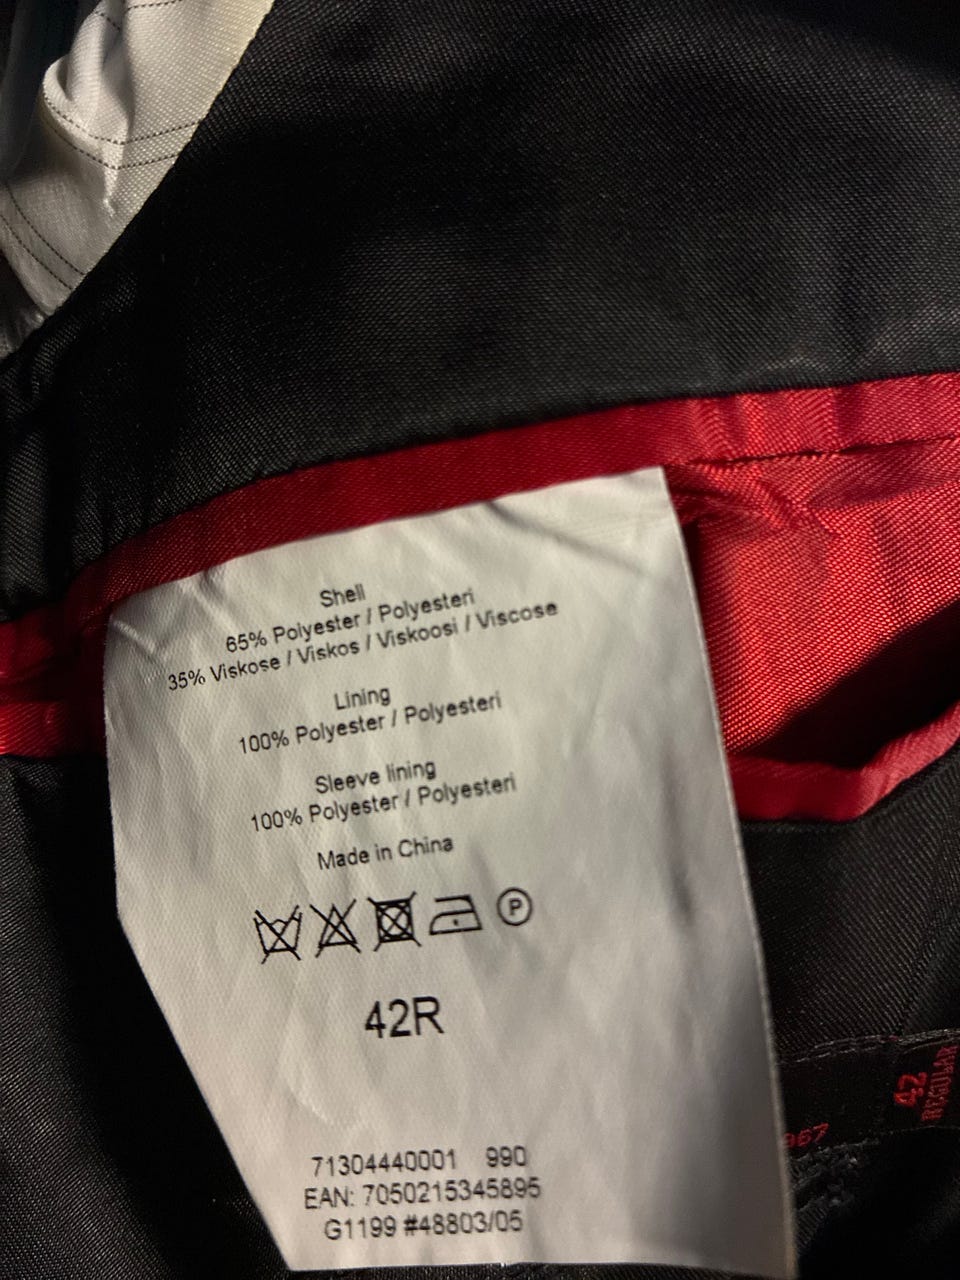 Shell
65% Polyester / Polyesteri
35% Viskose / Viskos / Viskoosi / Viscose
Lining
100% Polyester / Polyesteri
Sleeve lining
100% Polyester / Polyesteri
Made in China
P
42R
71304440001 990
EAN: 7050215345895
G1199 #48803/05
42
REGULAR
967